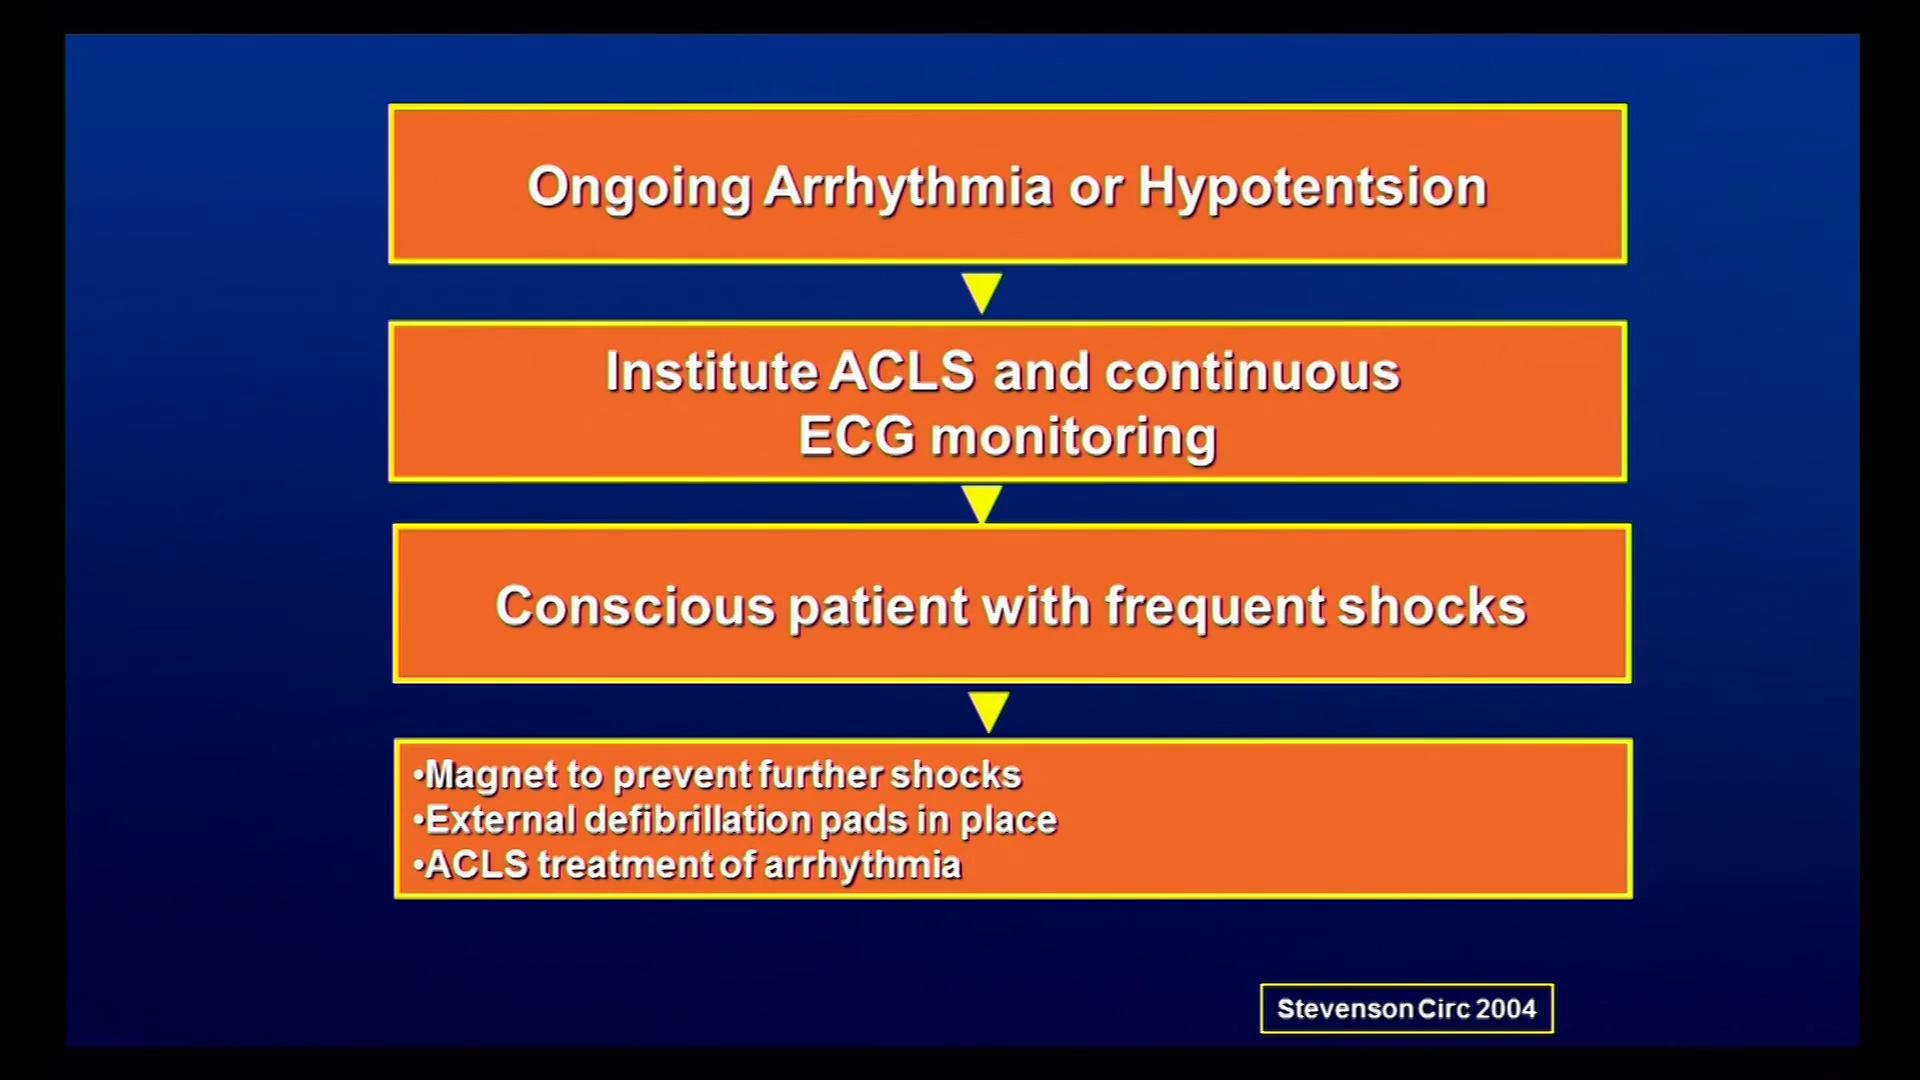 Ongoing Arrhythmia or Hypotentsion
Institute ACLS and continuous
ECG monitoring
Conscious patient with frequent shocks
•Magnet to prevent further shocks
•External defibrillation pads in place
•ACLS treatment of arrhythmia
Stevenson Circ 2004